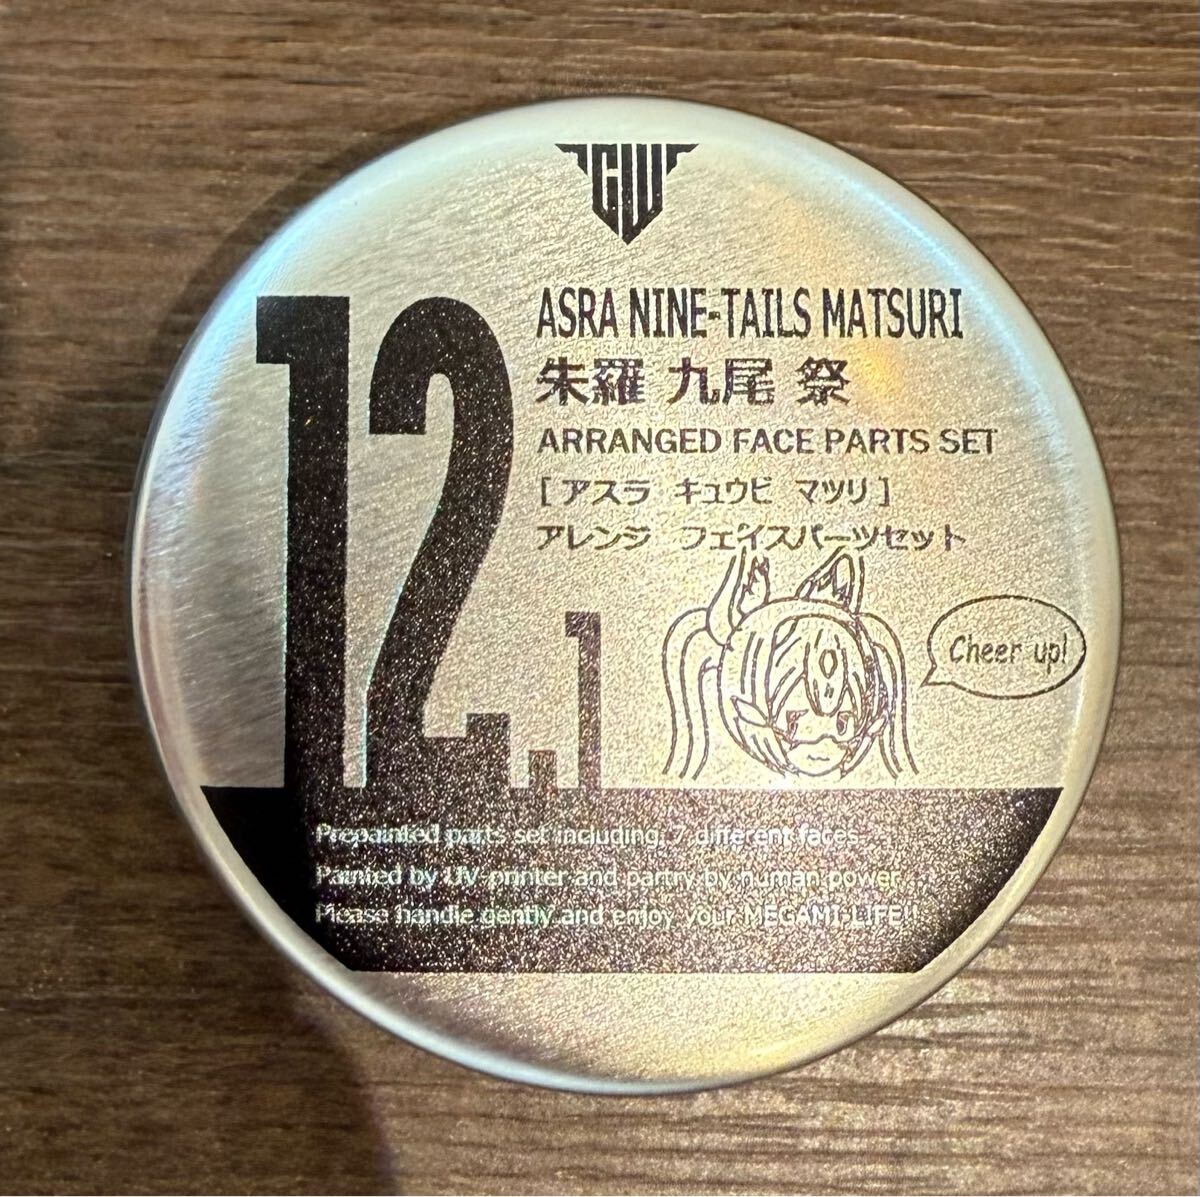 CW
12.1
ASRA NINE-TAILS MATSURI
朱羅 九尾 祭
ARRANGED FACE PARTS SET
[アスラ キュウビ マツリ]
アレンジ フェイスパーツセット
Cheer up!
Prepainted parts set including 7 different faces.
Painted by UV-printer and partry by human power...
Please handle gently and enjoy your MEGAMI-LIFE!!